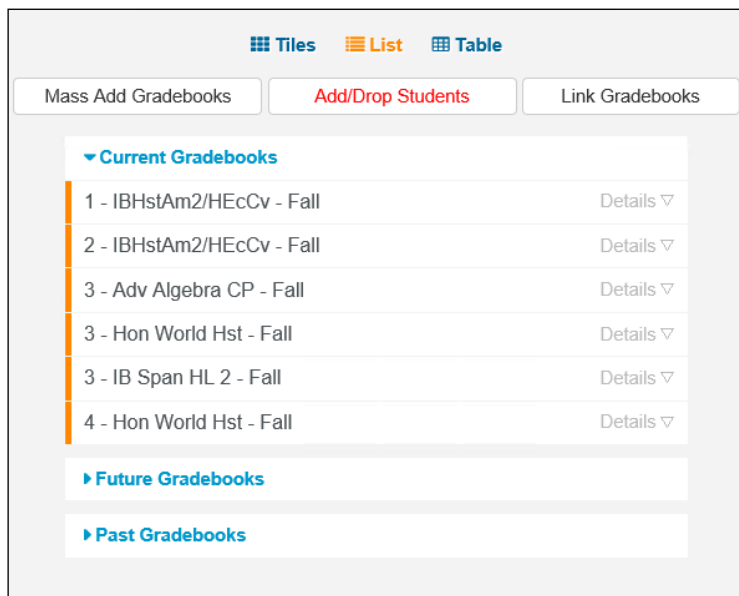 Tiles List Table
Mass Add Gradebooks Add/Drop Students Link Gradebooks
Current Gradebooks
1 - IBHstAm2/HEcCv - Fall Details
2 - IBHstAm2/HEcCv - Fall Details
3 - Adv Algebra CP - Fall Details
3 - Hon World Hst - Fall Details
3 - IB Span HL 2 - Fall Details
4 - Hon World Hst - Fall Details
Future Gradebooks
Past Gradebooks